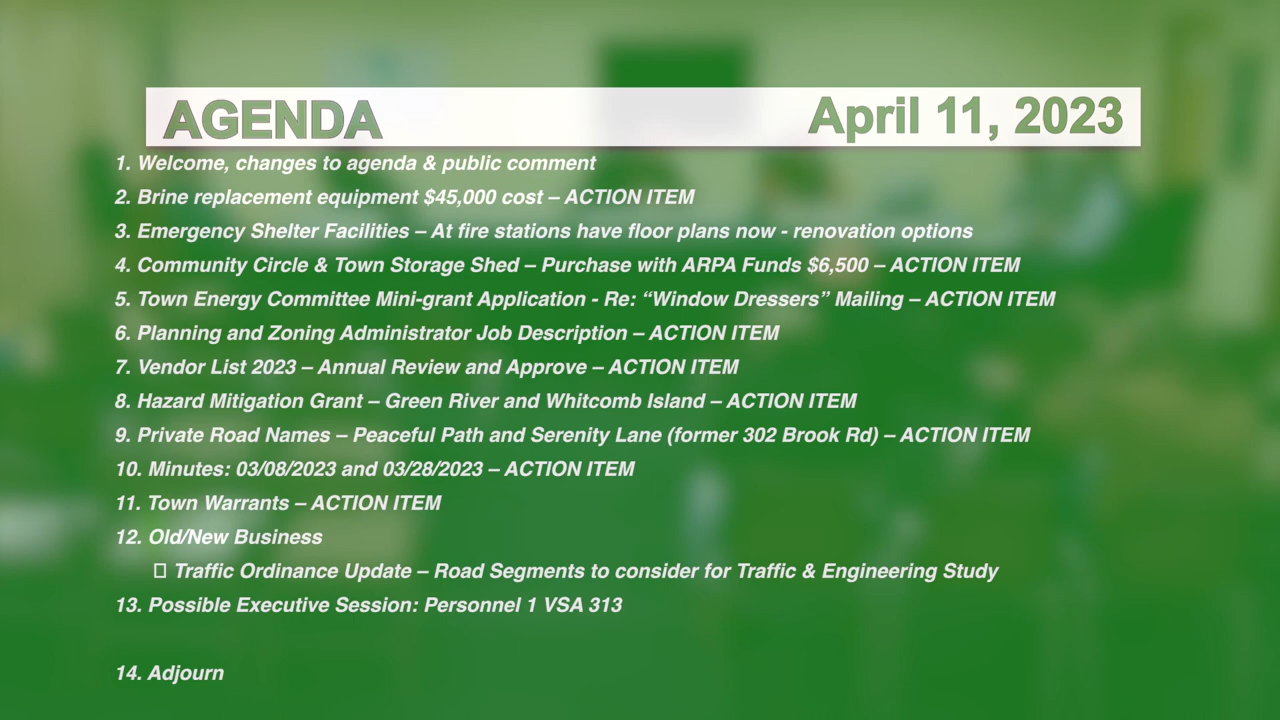 AGENDA April 11, 2023
1. Welcome, changes to agenda & public comment
2. Brine replacement equipment $45,000 cost – ACTION ITEM
3. Emergency Shelter Facilities – At fire stations have floor plans now - renovation options
4. Community Circle & Town Storage Shed – Purchase with ARPA Funds $6,500 – ACTION ITEM
5. Town Energy Committee Mini-grant Application - Re: “Window Dressers” Mailing – ACTION ITEM
6. Planning and Zoning Administrator Job Description – ACTION ITEM
7. Vendor List 2023 – Annual Review and Approve – ACTION ITEM
8. Hazard Mitigation Grant – Green River and Whitcomb Island – ACTION ITEM
9. Private Road Names – Peaceful Path and Serenity Lane (former 302 Brook Rd) – ACTION ITEM
10. Minutes: 03/08/2023 and 03/28/2023 – ACTION ITEM
11. Town Warrants – ACTION ITEM
12. Old/New Business
▯ Traffic Ordinance Update – Road Segments to consider for Traffic & Engineering Study
13. Possible Executive Session: Personnel 1 VSA 313
14. Adjourn